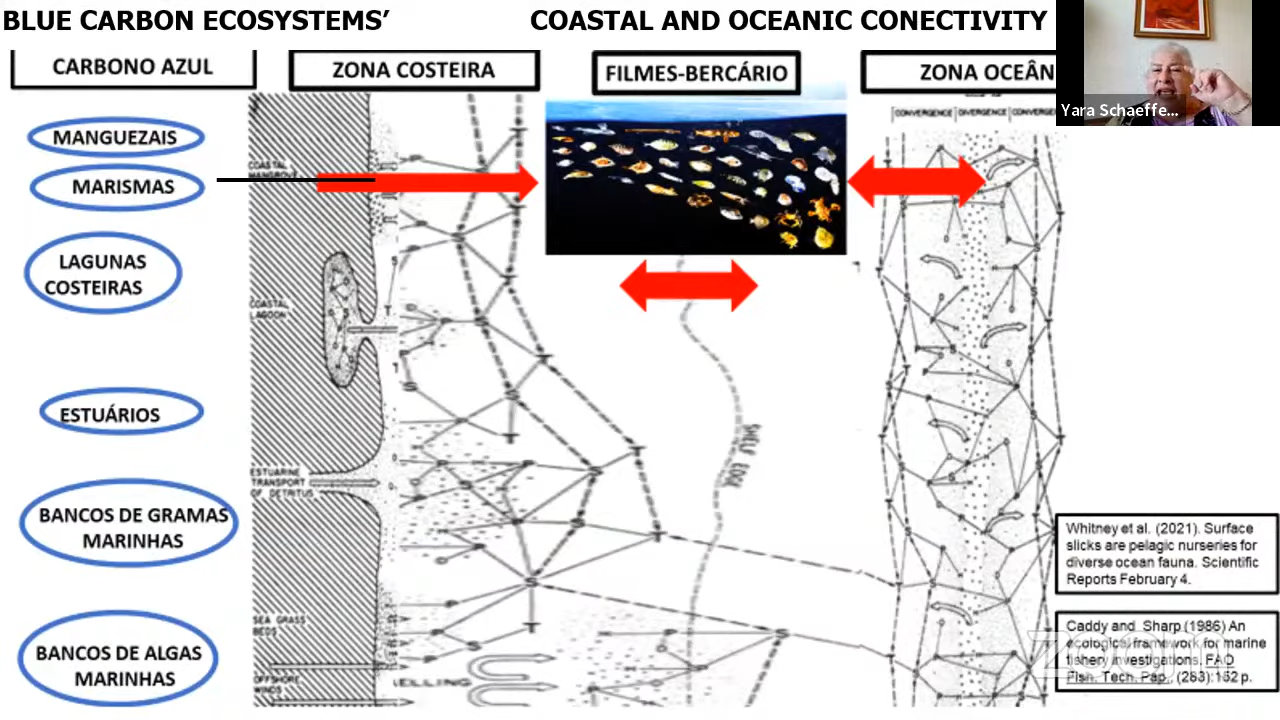 BLUE CARBON ECOSYSTEMS’ COASTAL AND OCEANIC CONECTIVITY
CARBONO AZUL
ZONA COSTEIRA
FILMES-BERCÁRIO
ZONA OCEÂN
Yara Schaeffe...
MANGUEZAIS
MARISMAS
LAGUNAS
COSTEIRAS
ESTUÁRIOS
BANCOS DE GRAMAS
MARINHAS
BANCOS DE ALGAS
MARINHAS
CONVERGENCE DIVERGENCE CONVERGE
COASTAL
COASTAL
LAGOON
ESTUARINE
TRANSPORT
OF DETRITUS
SEA GRASS
BEDS
OFFSHORE
WINDS
SHELF EDGE
Whitney et al. (2021). Surface
slicks are pelagic nurseries for
diverse ocean fauna. Scientific
Reports February 4.
Caddy and Sharp (1986) An
ecological framework for marine
fishery investigations. FAO
Fish. Tech. Pap., (283):152 p.
zoom